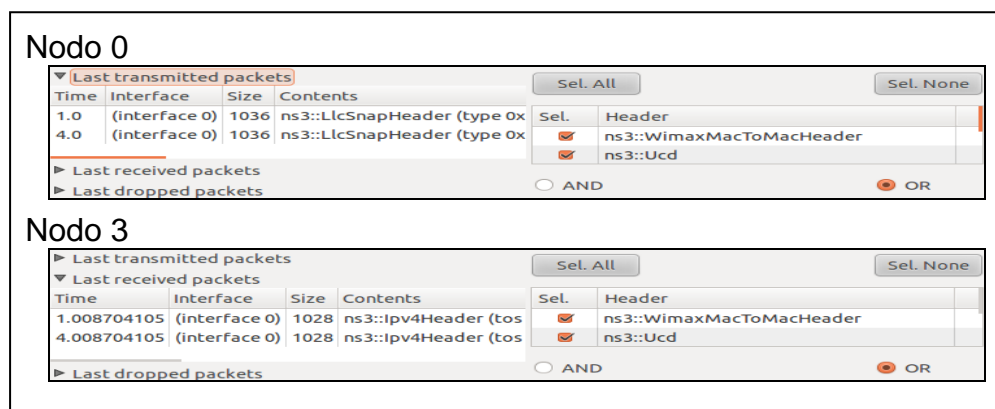 Nodo 0
Last transmitted packets
Sel. All
Sel. None
Time Interface Size Contents
1.0 (interface 0) 1036 ns3::LlcSnapHeader (type 0x
4.0 (interface 0) 1036 ns3::LlcSnapHeader (type 0x
Sel. Header
ns3::WimaxMacToMacHeader
ns3::Ucd
Last received packets
Last dropped packets
AND
OR
Nodo 3
Last transmitted packets
Last received packets
Sel. All
Sel. None
Time Interface Size Contents
1.008704105 (interface 0) 1028 ns3::Ipv4Header (tos
4.008704105 (interface 0) 1028 ns3::Ipv4Header (tos
Sel. Header
ns3::WimaxMacToMacHeader
ns3::Ucd
Last dropped packets
AND
OR